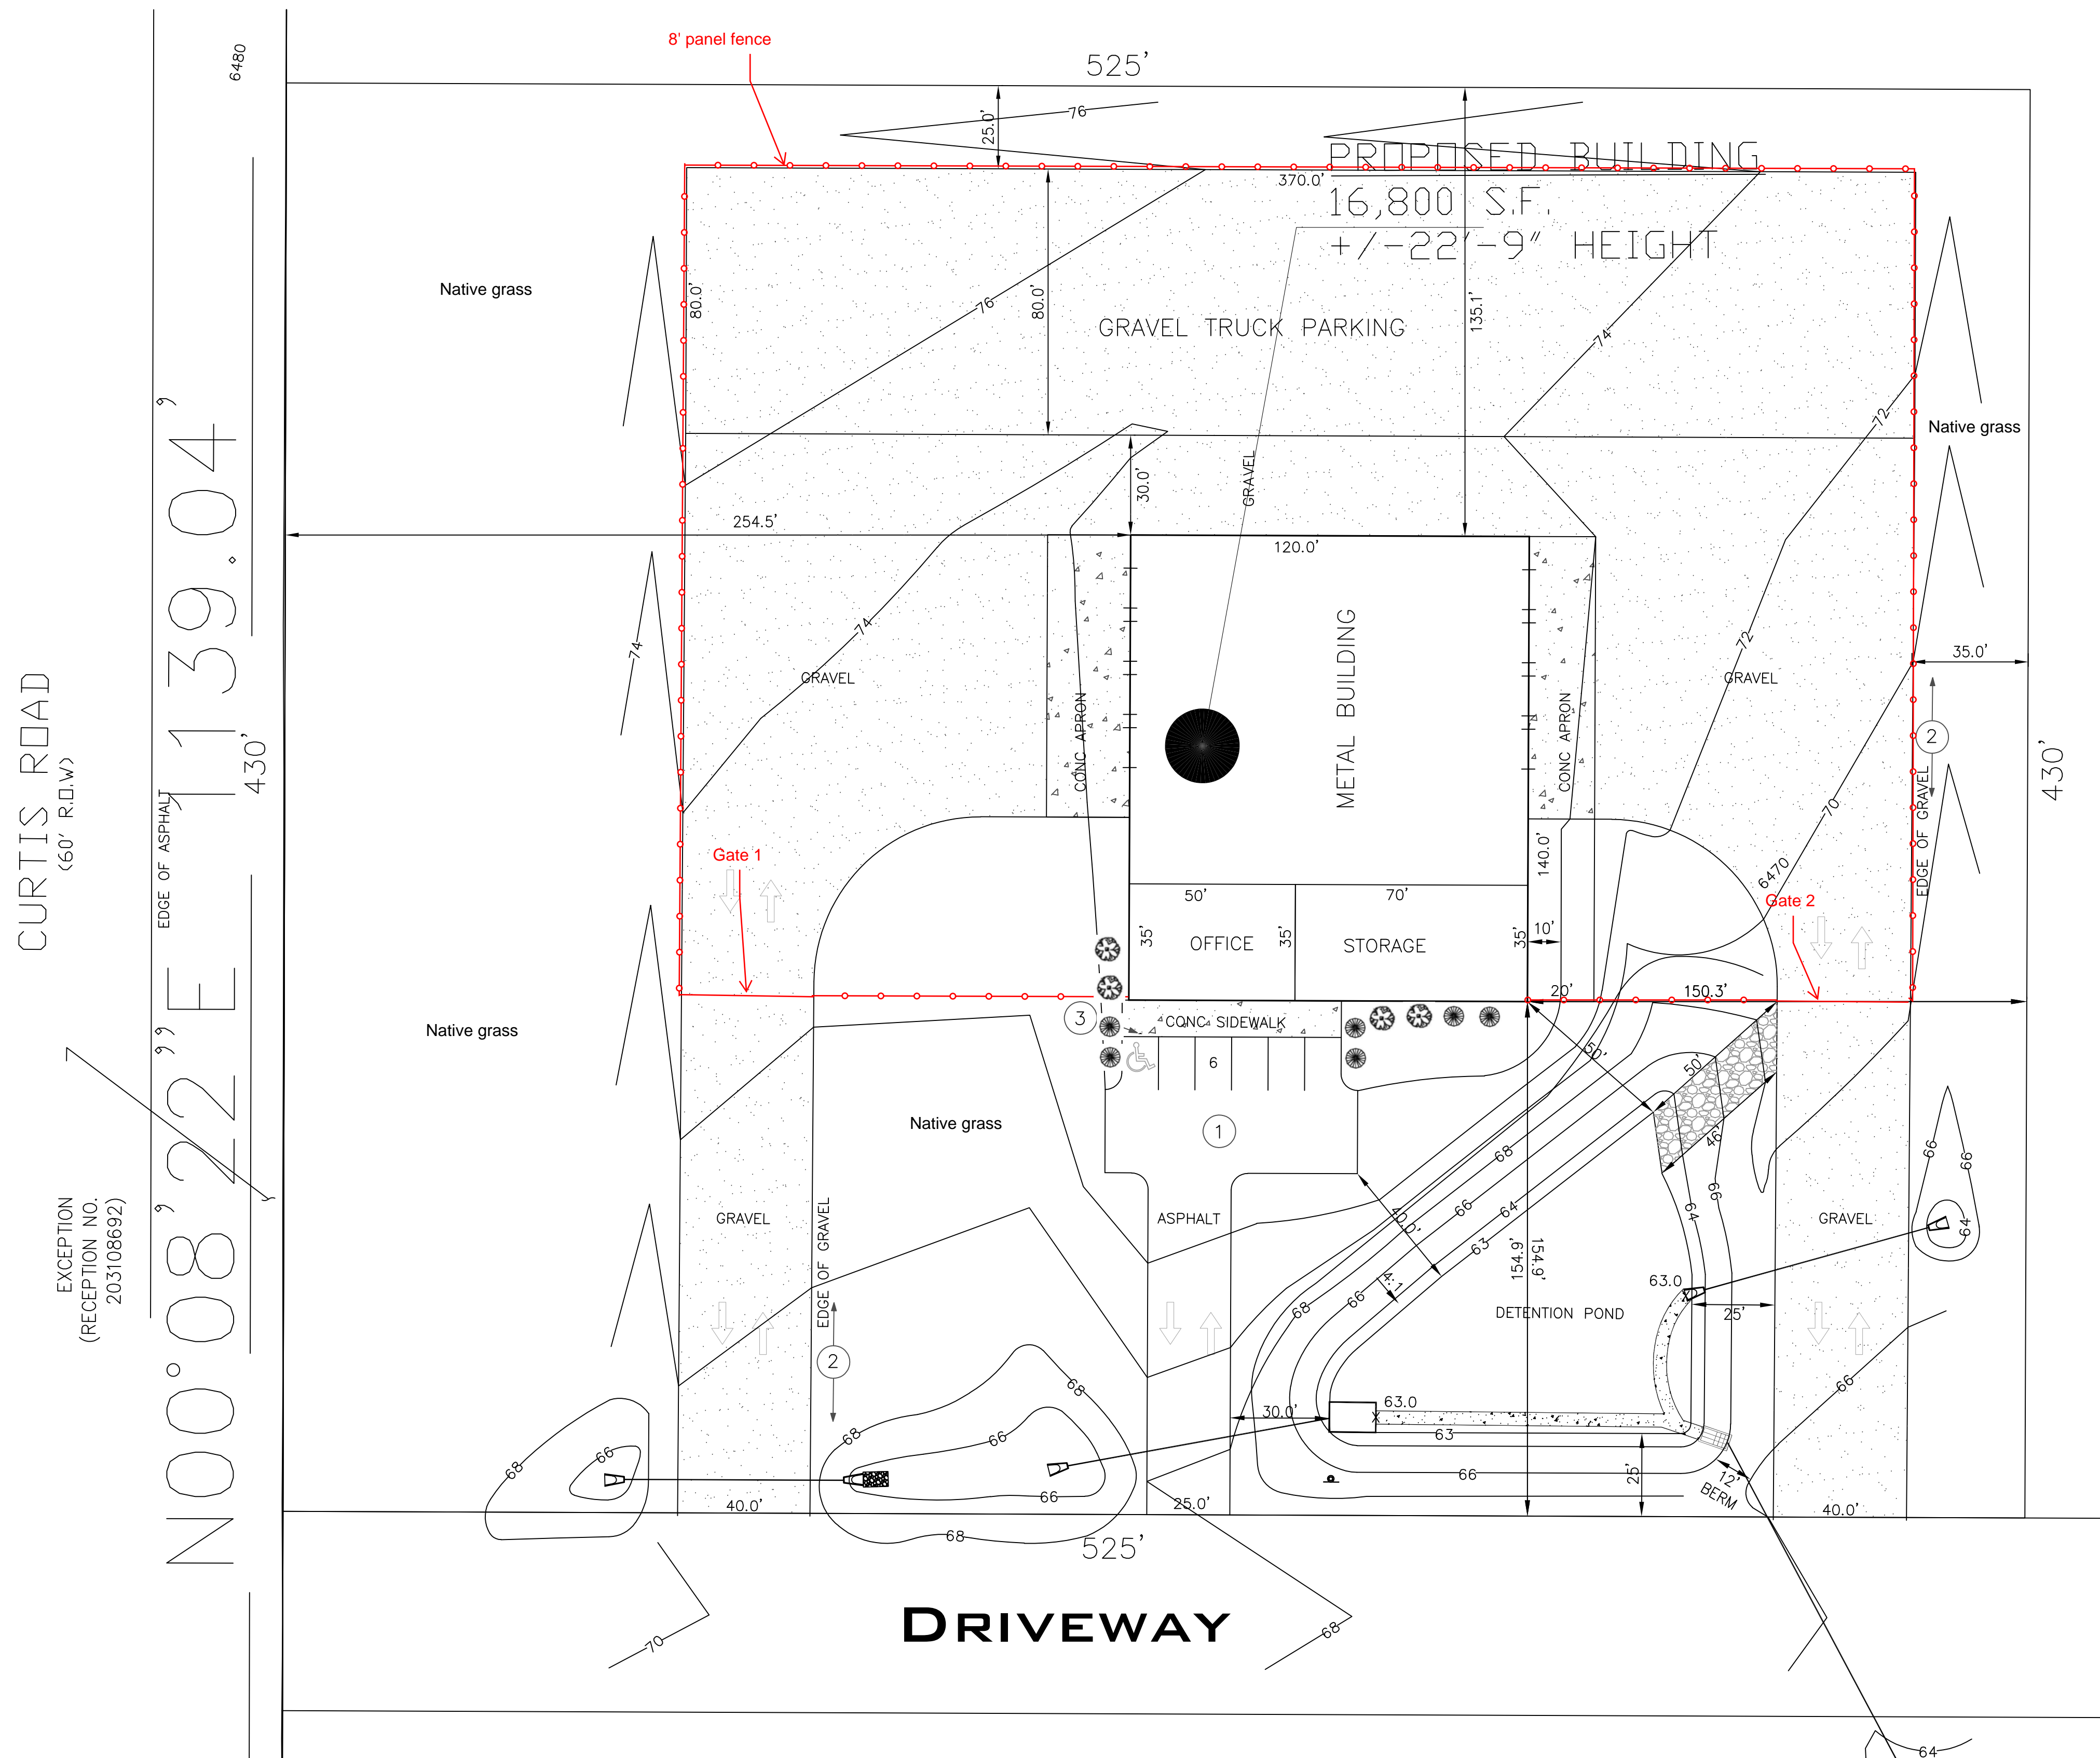 8' panel fence
525'
6480
76
25.0'
PROPOSED BUILDING
16,800 S.F.
+/-22'-9" HEIGHT
370.0'
Native grass
80.0'
80.0'
76
GRAVEL TRUCK PARKING
135.1'
74
72
Native grass
30.0'
GRAVEL
254.5'
120.0'
74
74
GRAVEL
CONC APRON
METAL BUILDING
CONC APRON
72
GRAVEL
35.0'
2
70
EDGE OF GRAVEL
430'
CURTIS ROAD
(60' R.O.W)
EDGE OF ASPHALT
N 00°08'22" E 1139.04'
430'
Gate 1
140.0'
6470
Gate 2
50'
70'
35'
OFFICE
35'
STORAGE
35'
10'
20'
150.3'
Native grass
3
CONC SIDEWALK
6
50'
50'
46'
Native grass
1
68
66
66
66
EXCEPTION
(RECEPTION NO.
203108692)
GRAVEL
EDGE OF GRAVEL
ASPHALT
40.0'
66
64
63
64
66
64
GRAVEL
154.6'
154.9'
4:1
66
68
63.0
DETENTION POND
25'
2
68
66
30.0'
63.0
63
66
68
66
66
25'
12'
BERM
68
40.0'
25.0'
40.0'
68
525'
DRIVEWAY
70
68
64